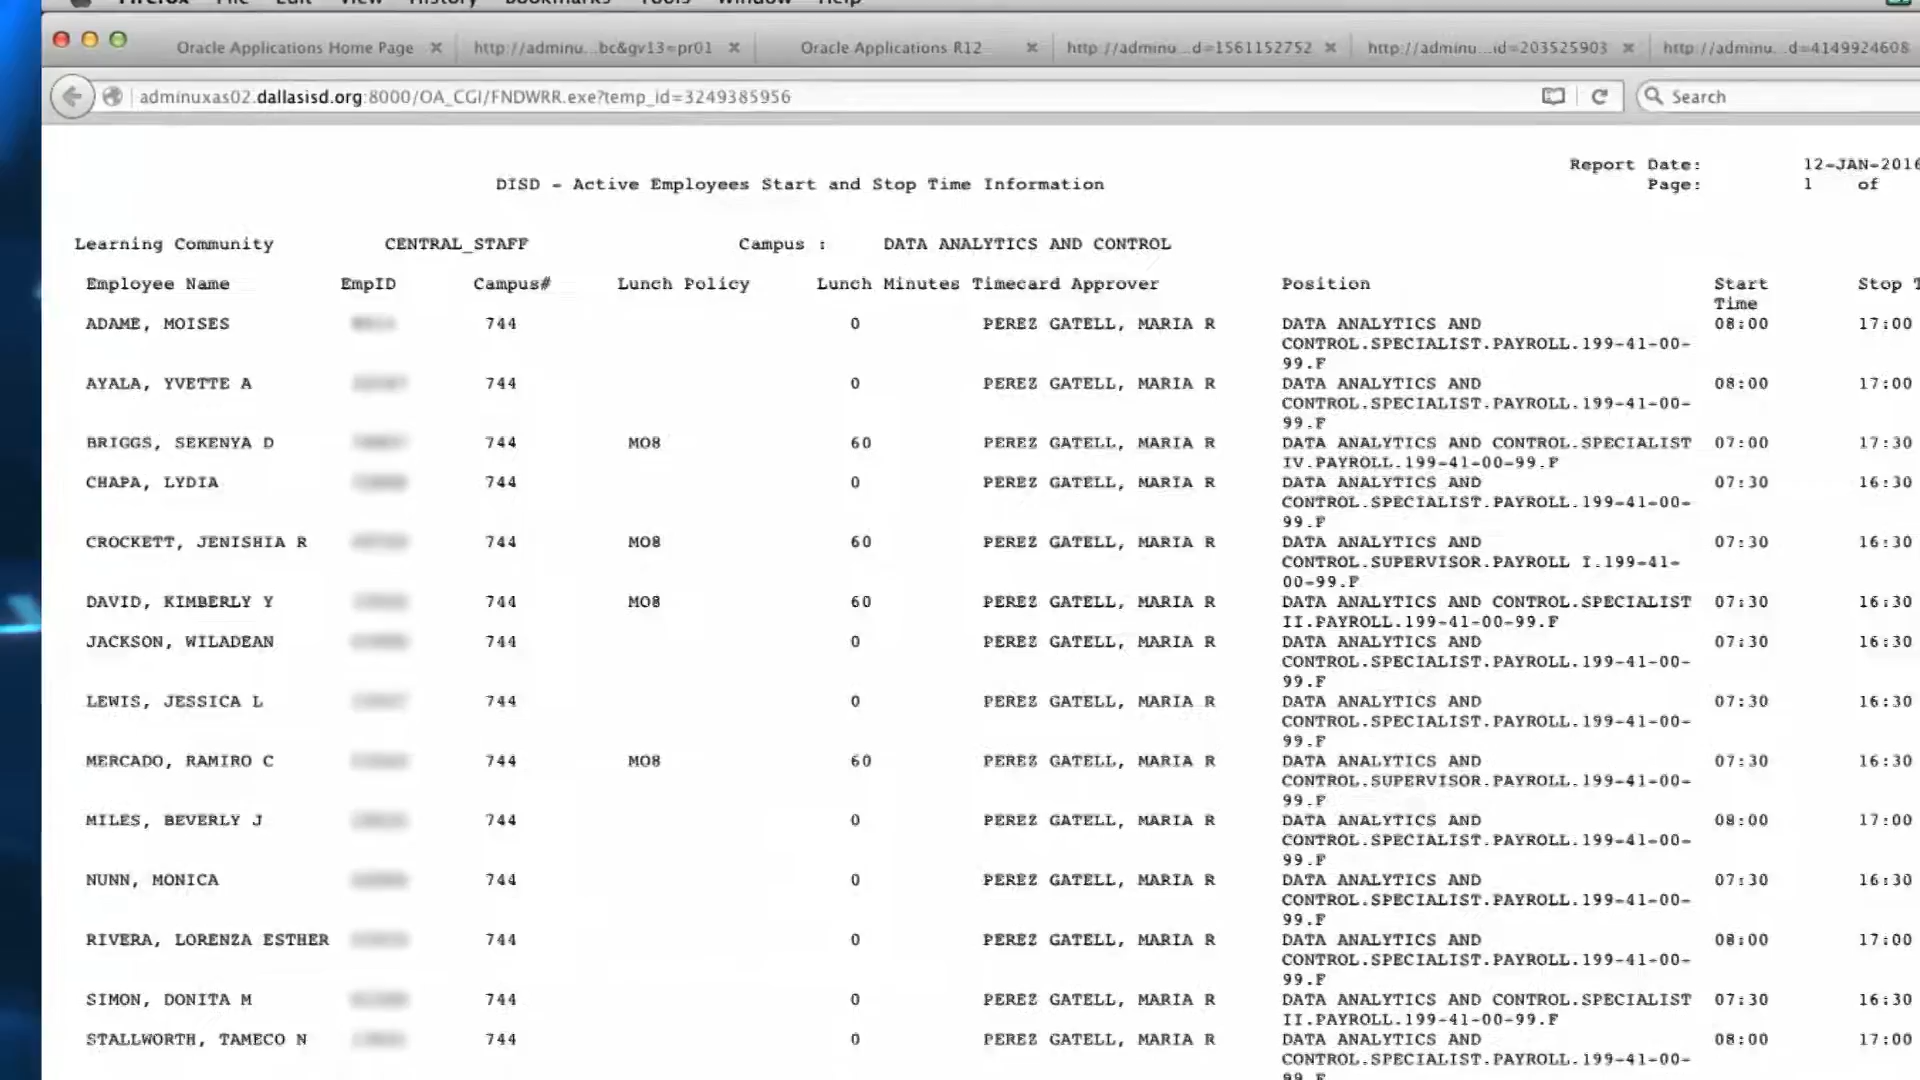 Firefox File Edit View History Bookmarks Tools Window Help
Oracle Applications Home Page × http://adminu...bc&gv13=pr01 × Oracle Applications R12 × http://adminu...d=1561152752 × http://adminu...id=203525903 × http://adminu...d=4149924608
adminuxas02.dallasisd.org:8000/OA_CGI/FNDWRR.exe?temp_id=3249385956 Search
Report Date: 12-JAN-2016
DISD - Active Employees Start and Stop Time Information Page: 1 of
Learning Community CENTRAL_STAFF Campus : DATA ANALYTICS AND CONTROL
Employee Name EmpID Campus# Lunch Policy Lunch Minutes Timecard Approver Position Start Stop T
Time
ADAME, MOISES 744 0 PEREZ GATELL, MARIA R DATA ANALYTICS AND 08:00 17:00
CONTROL.SPECIALIST.PAYROLL.199-41-00-
99.F
AYALA, YVETTE A 744 0 PEREZ GATELL, MARIA R DATA ANALYTICS AND 08:00 17:00
CONTROL.SPECIALIST.PAYROLL.199-41-00-
99.F
BRIGGS, SEKENYA D 744 MO8 60 PEREZ GATELL, MARIA R DATA ANALYTICS AND CONTROL.SPECIALIST 07:00 17:30
IV.PAYROLL.199-41-00-99.F
CHAPA, LYDIA 744 0 PEREZ GATELL, MARIA R DATA ANALYTICS AND 07:30 16:30
CONTROL.SPECIALIST.PAYROLL.199-41-00-
99.F
CROCKETT, JENISHIA R 744 MO8 60 PEREZ GATELL, MARIA R DATA ANALYTICS AND 07:30 16:30
CONTROL.SUPERVISOR.PAYROLL I.199-41-
00-99.F
DAVID, KIMBERLY Y 744 MO8 60 PEREZ GATELL, MARIA R DATA ANALYTICS AND CONTROL.SPECIALIST 07:30 16:30
II.PAYROLL.199-41-00-99.F
JACKSON, WILADEAN 744 0 PEREZ GATELL, MARIA R DATA ANALYTICS AND 07:30 16:30
CONTROL.SPECIALIST.PAYROLL.199-41-00-
99.F
LEWIS, JESSICA L 744 0 PEREZ GATELL, MARIA R DATA ANALYTICS AND 07:30 16:30
CONTROL.SPECIALIST.PAYROLL.199-41-00-
99.F
MERCADO, RAMIRO C 744 MO8 60 PEREZ GATELL, MARIA R DATA ANALYTICS AND 07:30 16:30
CONTROL.SUPERVISOR.PAYROLL.199-41-00-
99.F
MILES, BEVERLY J 744 0 PEREZ GATELL, MARIA R DATA ANALYTICS AND 08:00 17:00
CONTROL.SPECIALIST.PAYROLL.199-41-00-
99.F
NUNN, MONICA 744 0 PEREZ GATELL, MARIA R DATA ANALYTICS AND 07:30 16:30
CONTROL.SPECIALIST.PAYROLL.199-41-00-
99.F
RIVERA, LORENZA ESTHER 744 0 PEREZ GATELL, MARIA R DATA ANALYTICS AND 08:00 17:00
CONTROL.SPECIALIST.PAYROLL.199-41-00-
99.F
SIMON, DONITA M 744 0 PEREZ GATELL, MARIA R DATA ANALYTICS AND CONTROL.SPECIALIST 07:30 16:30
II.PAYROLL.199-41-00-99.F
STALLWORTH, TAMECO N 744 0 PEREZ GATELL, MARIA R DATA ANALYTICS AND 08:00 17:00
CONTROL.SPECIALIST.PAYROLL.199-41-00-
99.F